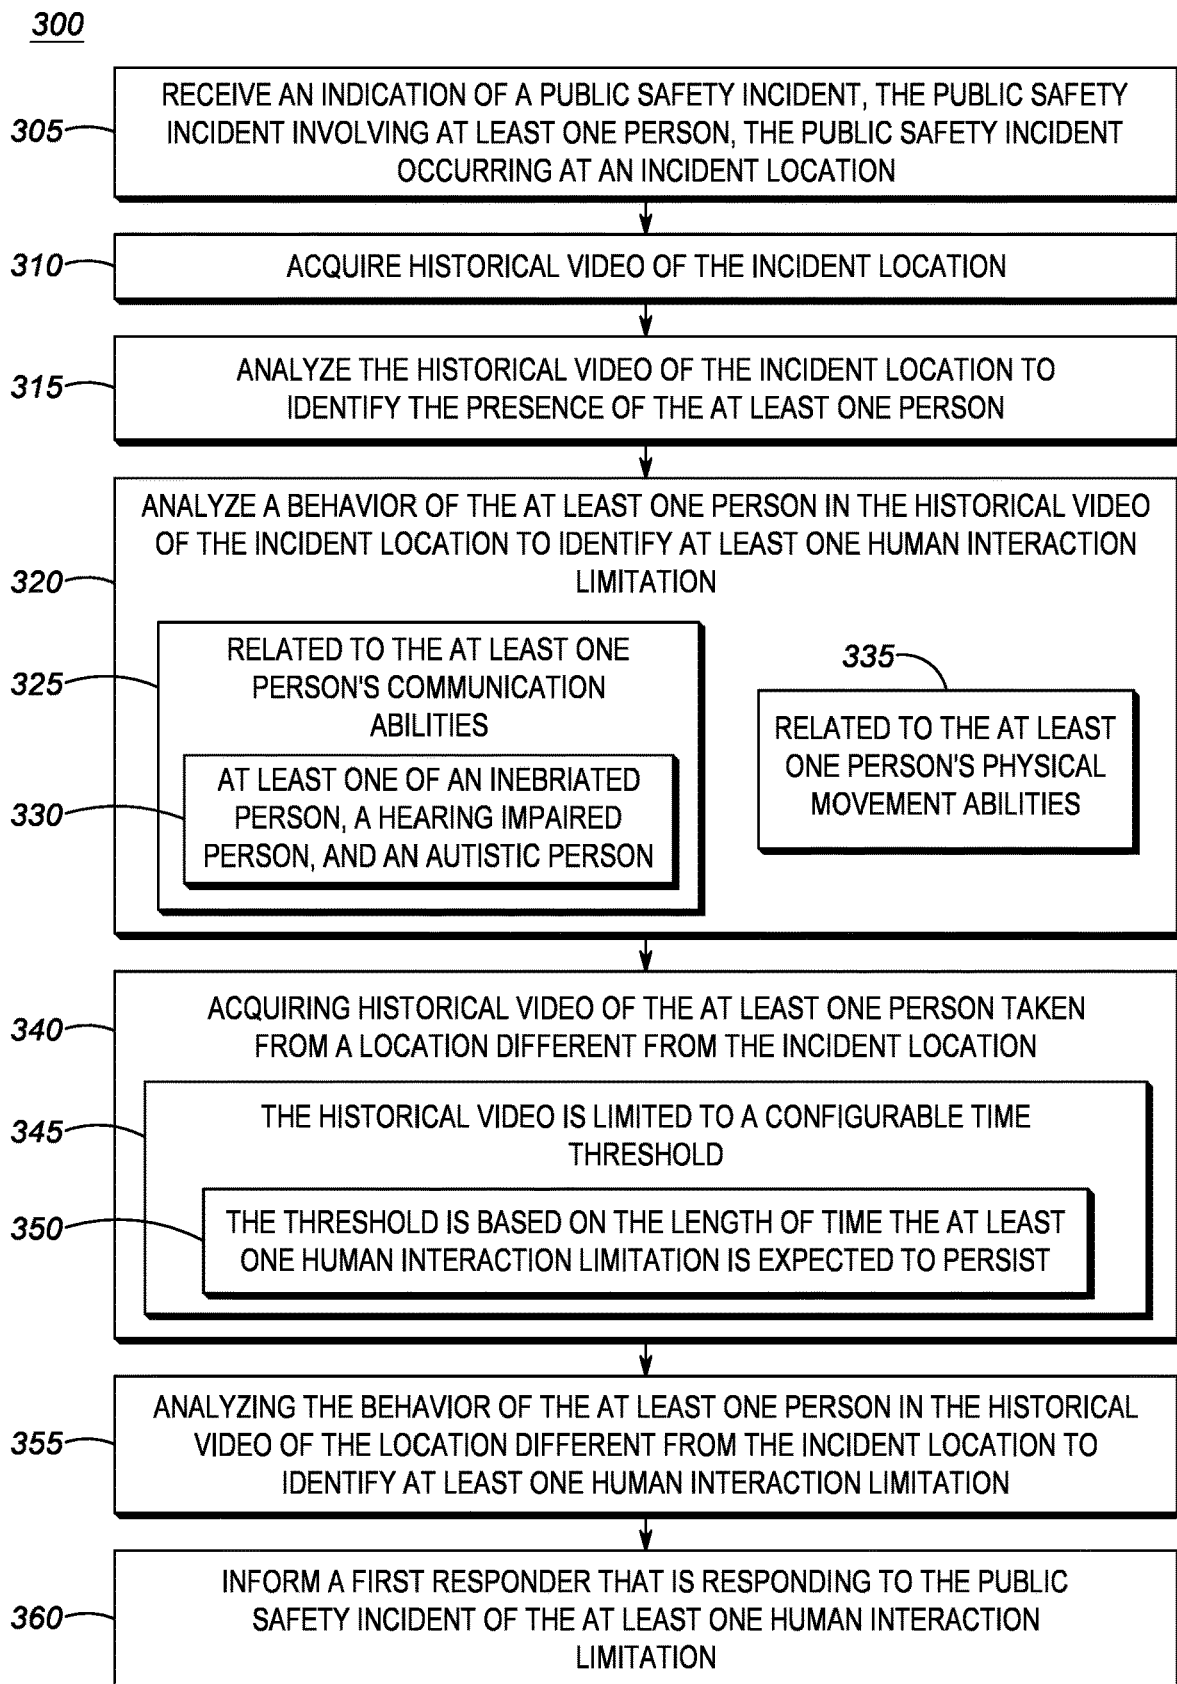 300
305
RECEIVE AN INDICATION OF A PUBLIC SAFETY INCIDENT, THE PUBLIC SAFETY
INCIDENT INVOLVING AT LEAST ONE PERSON, THE PUBLIC SAFETY INCIDENT
OCCURRING AT AN INCIDENT LOCATION
310
ACQUIRE HISTORICAL VIDEO OF THE INCIDENT LOCATION
315
ANALYZE THE HISTORICAL VIDEO OF THE INCIDENT LOCATION TO
IDENTIFY THE PRESENCE OF THE AT LEAST ONE PERSON
320
ANALYZE A BEHAVIOR OF THE AT LEAST ONE PERSON IN THE HISTORICAL VIDEO
OF THE INCIDENT LOCATION TO IDENTIFY AT LEAST ONE HUMAN INTERACTION
LIMITATION
325
RELATED TO THE AT LEAST ONE
PERSON'S COMMUNICATION
ABILITIES
330
AT LEAST ONE OF AN INEBRIATED
PERSON, A HEARING IMPAIRED
PERSON, AND AN AUTISTIC PERSON
335
RELATED TO THE AT LEAST
ONE PERSON'S PHYSICAL
MOVEMENT ABILITIES
340
ACQUIRING HISTORICAL VIDEO OF THE AT LEAST ONE PERSON TAKEN
FROM A LOCATION DIFFERENT FROM THE INCIDENT LOCATION
345
THE HISTORICAL VIDEO IS LIMITED TO A CONFIGURABLE TIME
THRESHOLD
350
THE THRESHOLD IS BASED ON THE LENGTH OF TIME THE AT LEAST
ONE HUMAN INTERACTION LIMITATION IS EXPECTED TO PERSIST
355
ANALYZING THE BEHAVIOR OF THE AT LEAST ONE PERSON IN THE HISTORICAL
VIDEO OF THE LOCATION DIFFERENT FROM THE INCIDENT LOCATION TO
IDENTIFY AT LEAST ONE HUMAN INTERACTION LIMITATION
360
INFORM A FIRST RESPONDER THAT IS RESPONDING TO THE PUBLIC
SAFETY INCIDENT OF THE AT LEAST ONE HUMAN INTERACTION
LIMITATION